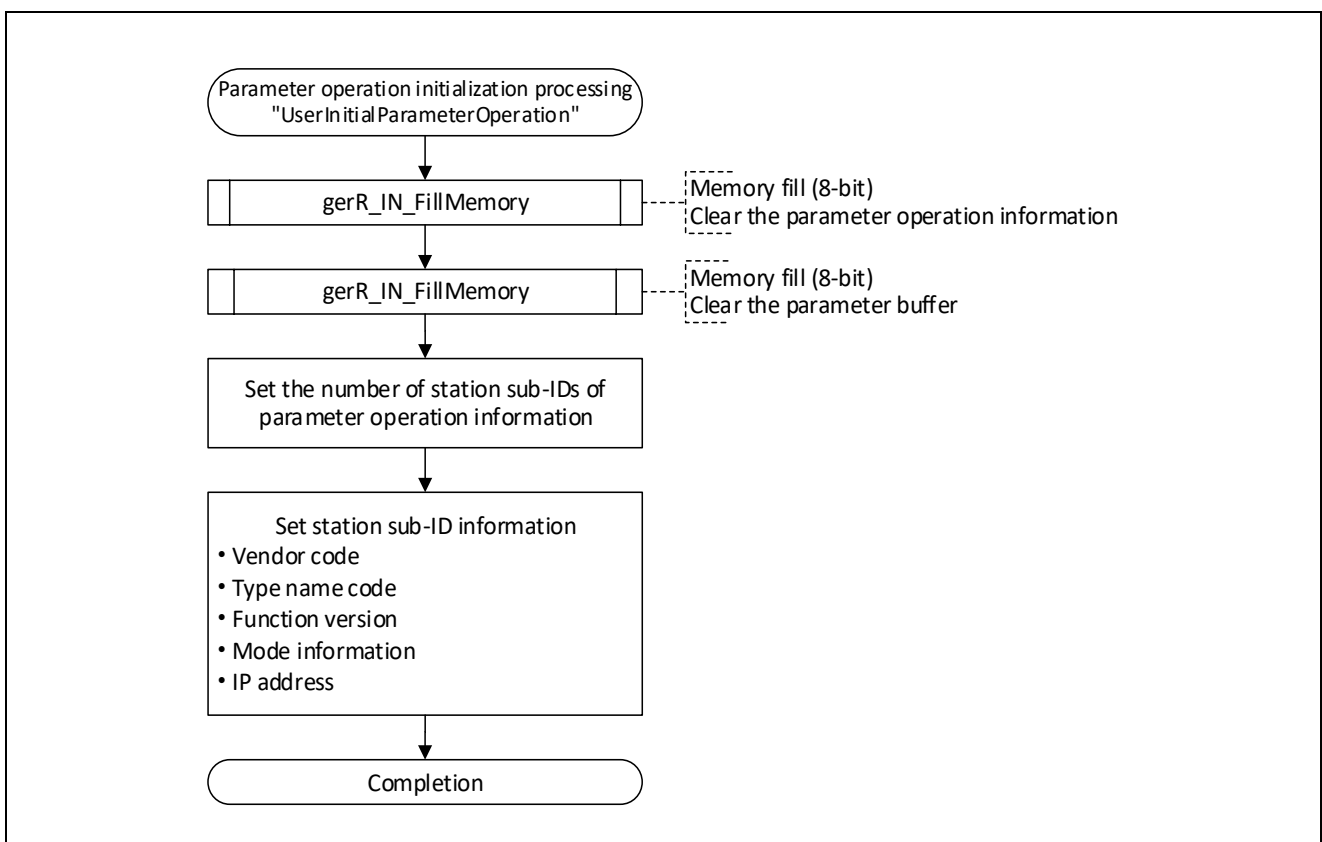 Parameter operation initialization processing
"UserInitialParameterOperation"
gerR_IN_FillMemory
Memory fill (8-bit)
Clear the parameter operation information
gerR_IN_FillMemory
Memory fill (8-bit)
Clear the parameter buffer
Set the number of station sub-IDs of
parameter operation information
Set station sub-ID information
• Vendor code
• Type name code
• Function version
• Mode information
• IP address
Completion